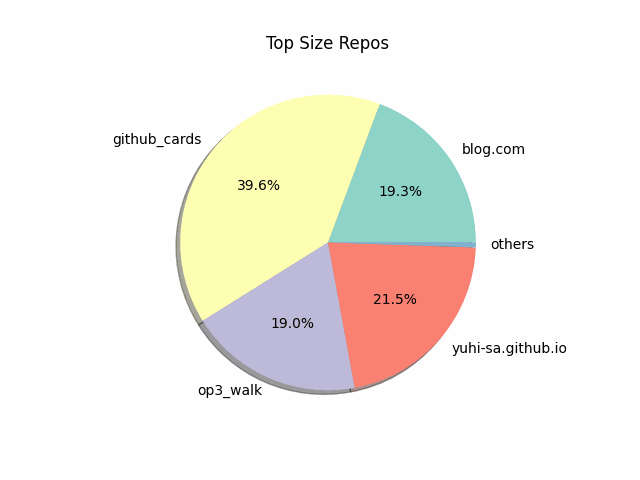 Top Size Repos
github_cards
blog.com
39.6%
19.3%
others
21.5%
19.0%
yuhi-sa.github.io
op3_walk